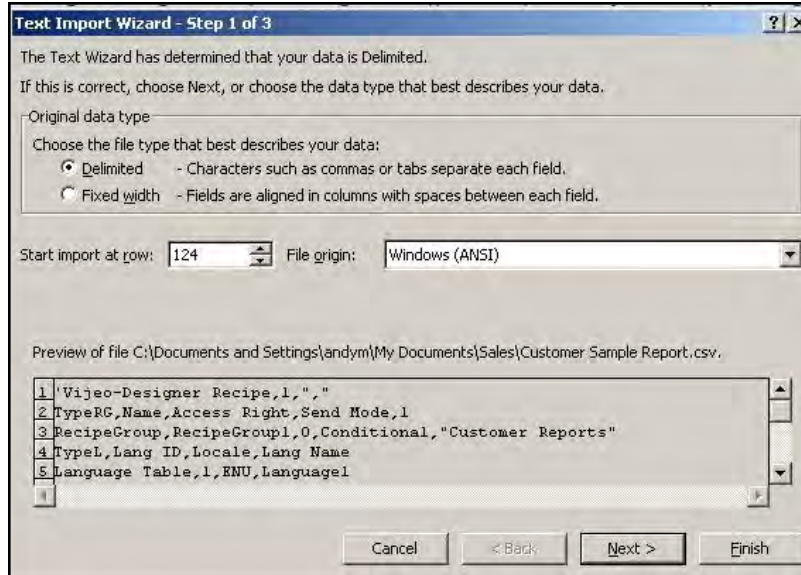 Text Import Wizard - Step 1 of 3
The Text Wizard has determined that your data is Delimited.
If this is correct, choose Next, or choose the data type that best describes your data.
Original data type
Choose the file type that best describes your data:
Delimited - Characters such as commas or tabs separate each field.
Fixed width - Fields are aligned in columns with spaces between each field.
Start import at row: 124 File origin: Windows (ANSI)
Preview of file C:\Documents and Settings\andym\My Documents\Sales\Customer Sample Report.csv.
1 'Vijeo-Designer Recipe,1,",",
2 TypeRG,Name,Access Right,Send Mode,1
3 RecipeGroup,RecipeGroup1,0,Conditional,"Customer Reports"
4 TypeL,Lang ID,Locale,Lang Name
5 Language Table,1,ENU,Language1
Cancel < Back Next > Finish